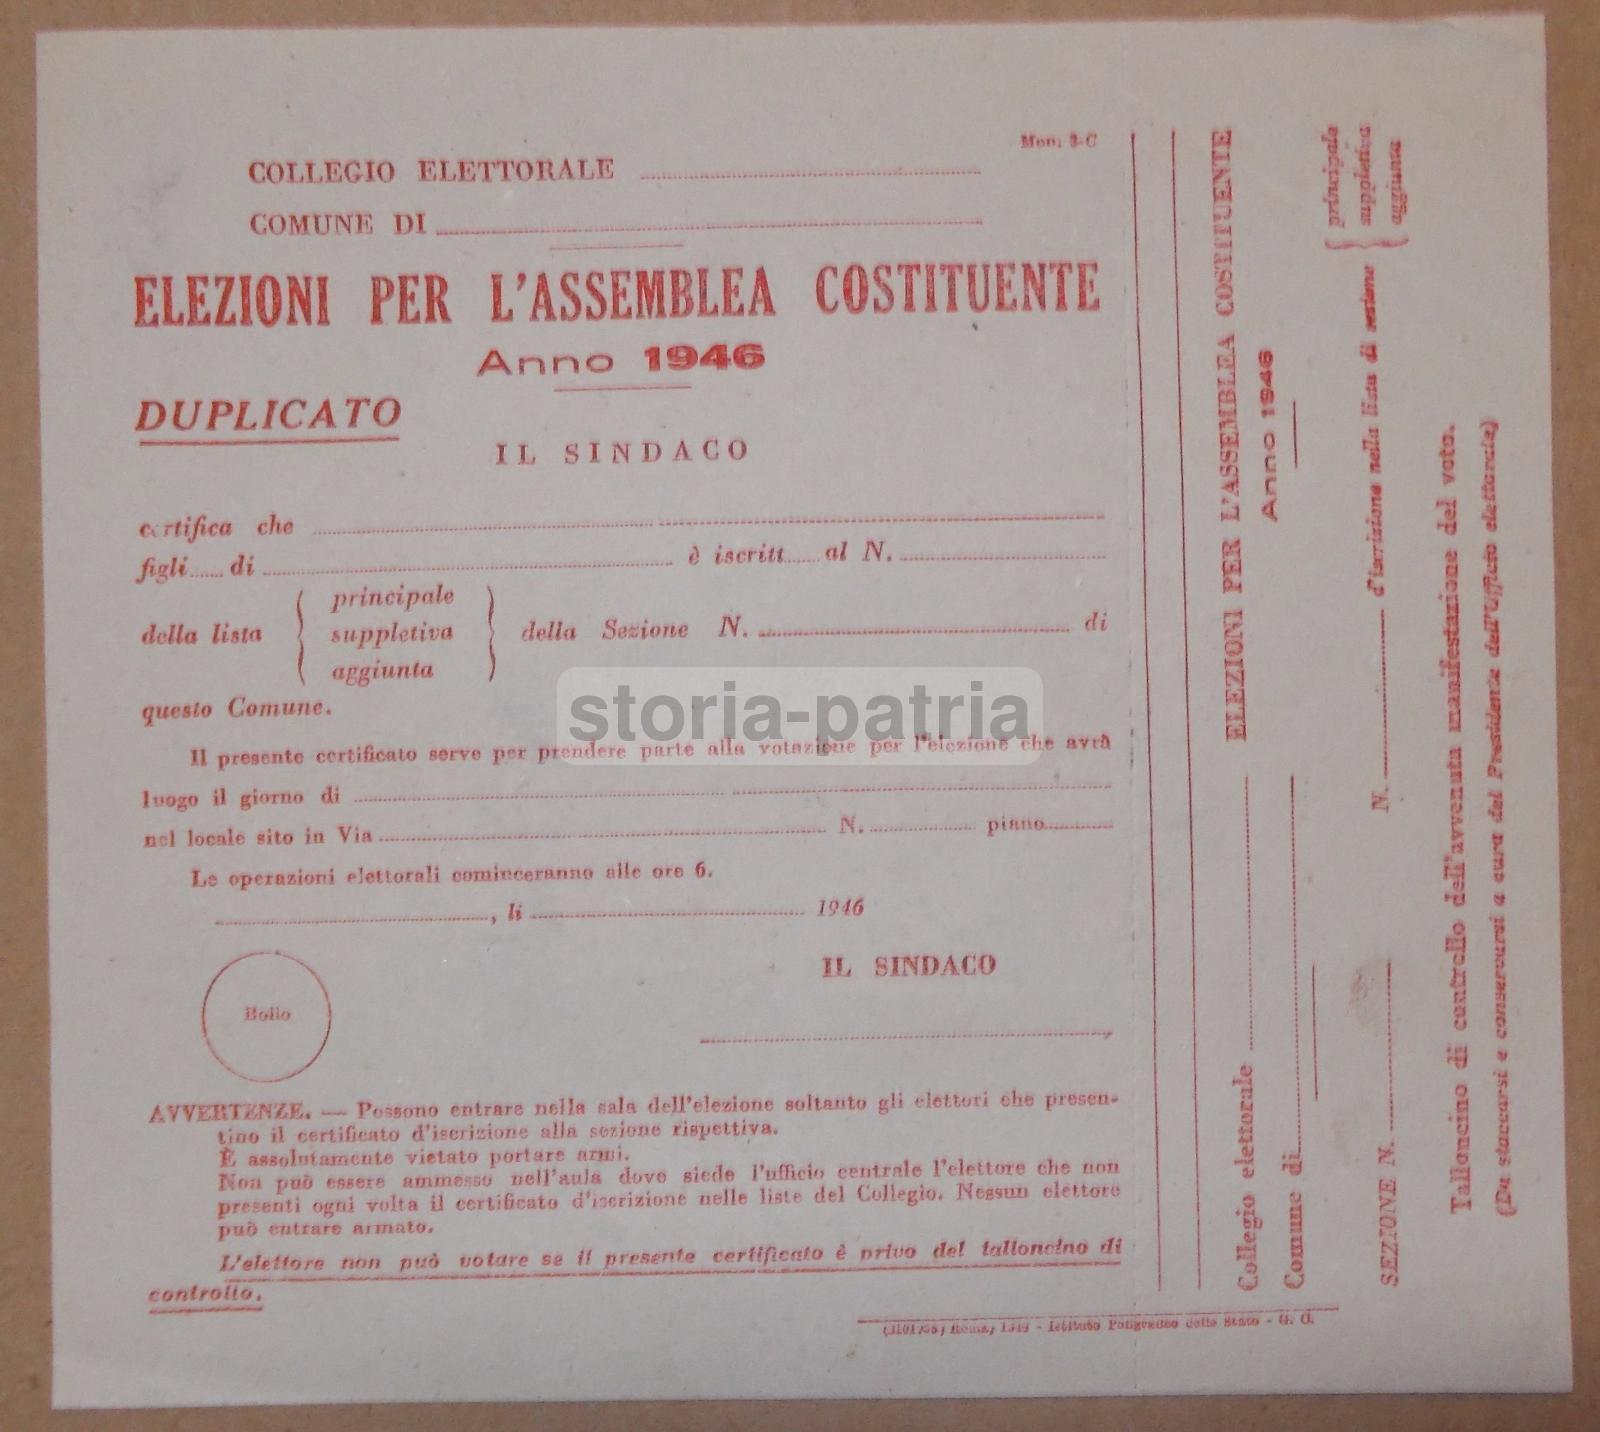 Mon: 3-C
COLLEGIO ELETTORALE
COMUNE DI
ELEZIONI PER L'ASSEMBLEA COSTITUENTE
Anno 1946
DUPLICATO
IL SINDACO
certifica che
figli...... di ... è iscritt...... al N.
principale
della lista suppletiva della Sezione N. ... di
aggiunta
questo Comune.
storia-patria
Il presente certificato serve per prendere parte alla votazione per l'elezione che avrà
luogo il giorno di
nel locale sito in Via ... N. ... piano
Le operazioni elettorali cominceranno alle ore 6.
, li ... 1946
IL SINDACO
Bollo
AVVERTENZE. — Possono entrare nella sala dell'elezione soltanto gli elettori che presen-
tino il certificato d'iscrizione alla sezione rispettiva.
È assolutamente vietato portare armi.
Non può essere ammesso nell'aula dove siede l'ufficio centrale l'elettore che non
presenti ogni volta il certificato d'iscrizione nelle liste del Collegio. Nessun elettore
può entrare armato.
L'elettore non può votare se il presente certificato è privo del talloncino di
controllo.
Roma, 1946 - Istituto Poligrafico dello Stato - G. C.
ELEZIONI PER L'ASSEMBLEA COSTITUENTE
Anno 1946
Collegio elettorale
Comune di
principale
SEZIONE N. ... N. ... d'iscrizione nella lista di sezione suppletiva
aggiunta
Talloncino di controllo dell'avvenuta manifestazione del voto.
(Da staccarsi e conservarsi a cura del Presidente dell'Ufficio elettorale)